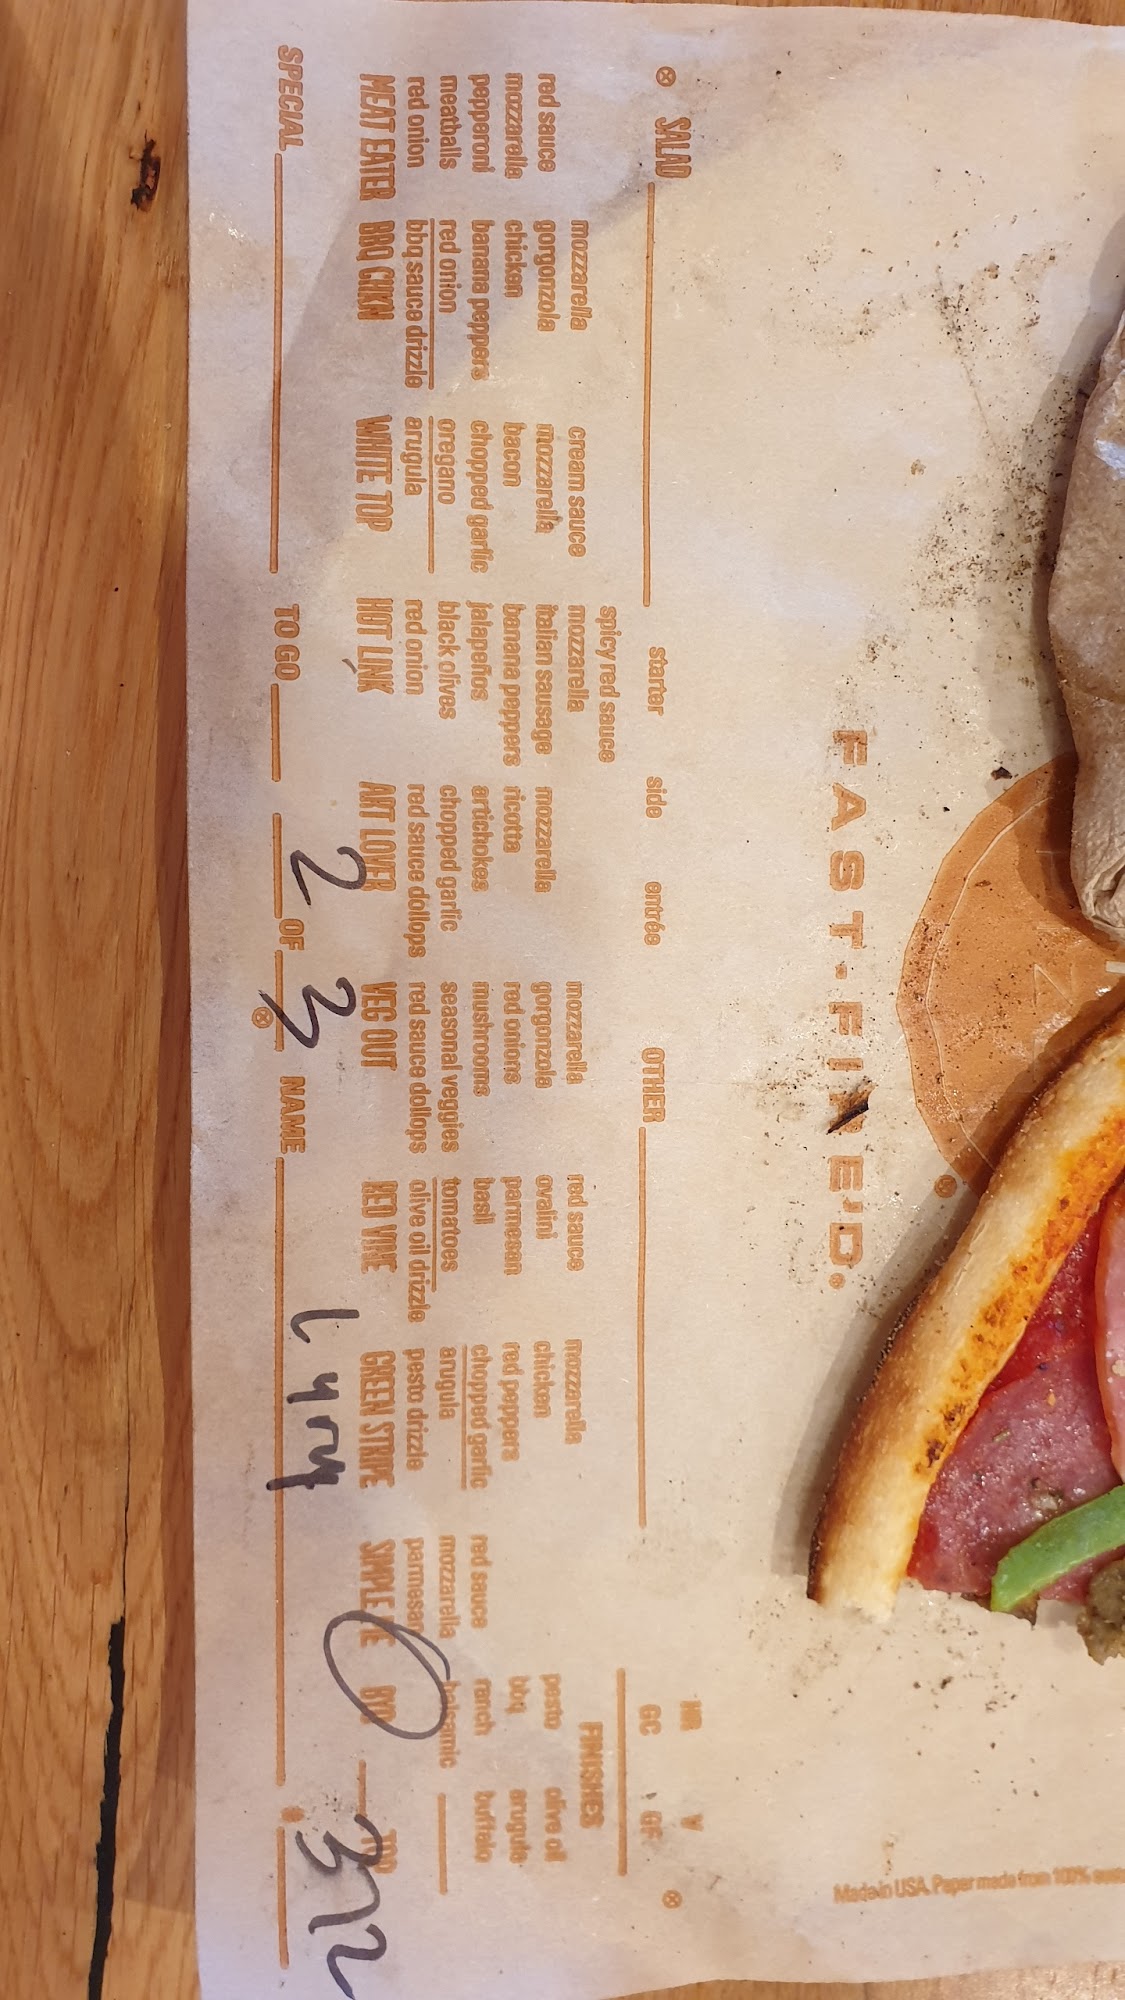 FAST·FIRE'D.
®
NR V
GC GF
⊗ SALAD starter side entrée OTHER
FINISHES
pesto olive oil
bbq arugula
ranch buffalo
balsamic
red sauce
mozzarella
pepperoni
meatballs
red onion
MEAT EATER
mozzarella
gorgonzola
chicken
banana peppers
red onion
bbq sauce drizzle
BBQ CKN
cream sauce
mozzarella
bacon
chopped garlic
oregano
arugula
WHITE TOP
spicy red sauce
mozzarella
italian sausage
banana peppers
jalapeños
black olives
red onion
HOT LINK
mozzarella
ricotta
artichokes
chopped garlic
red sauce dollops
ART LOVER
mozzarella
gorgonzola
red onions
mushrooms
seasonal veggies
red sauce dollops
VEG OUT
red sauce
ovalini
parmesan
basil
tomatoes
olive oil drizzle
RED VINE
mozzarella
chicken
red peppers
chopped garlic
arugula
pesto drizzle
GREEN STRIPE
red sauce
mozzarella
parmesan
SIMPLE PIE
BYO
SPECIAL TO GO 2 OF NAME
312
Made in USA. Paper made from 100%